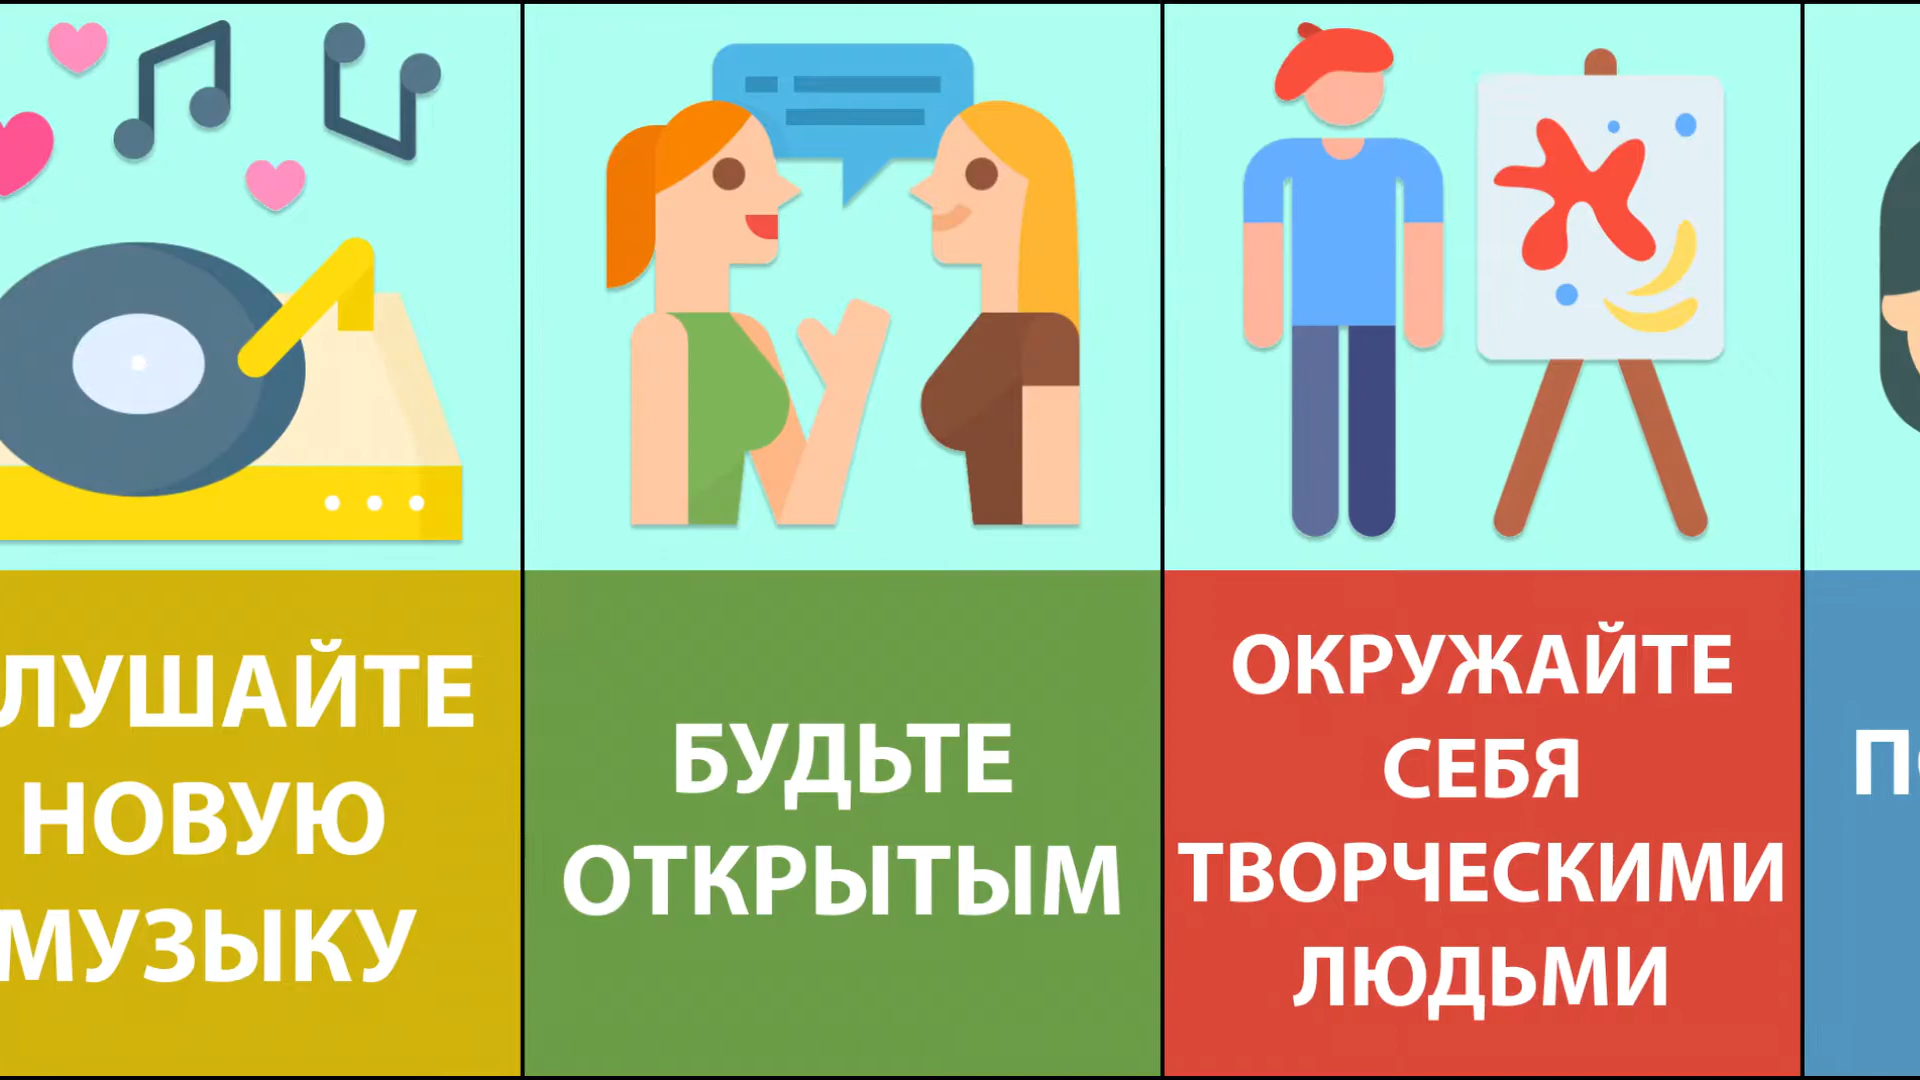 ЛУШАЙТЕ
НОВУЮ
МУЗЫКУ
БУДЬТЕ
ОТКРЫТЫМ
ОКРУЖАЙТЕ
СЕБЯ
ТВОРЧЕСКИМИ
ЛЮДЬМИ